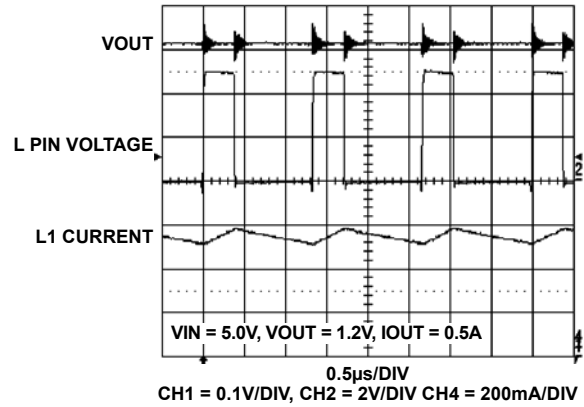 VOUT
L PIN VOLTAGE
2
L1 CURRENT
VIN = 5.0V, VOUT = 1.2V, IOUT = 0.5A
0.5µs/DIV
CH1 = 0.1V/DIV, CH2 = 2V/DIV CH4 = 200mA/DIV